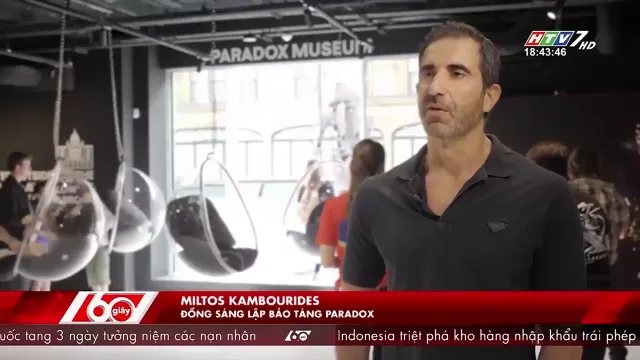 PARADOX MUSEUM
HTV7 HD
18:43:46
60 giây
MILTOS KAMBOURIDES
ĐỒNG SÁNG LẬP BẢO TÀNG PARADOX
uốc tang 3 ngày tưởng niệm các nạn nhân 60 Indonesia triệt phá kho hàng nhập khẩu trái phép